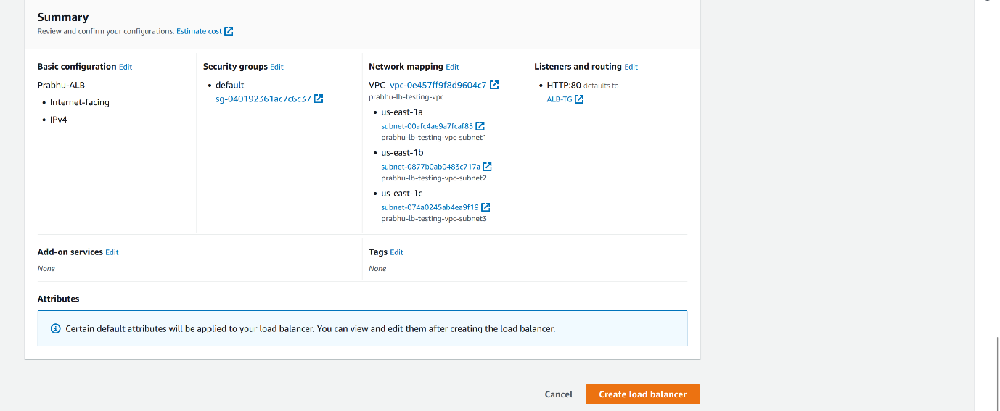 Summary
Review and confirm your configurations. Estimate cost
Basic configuration Edit
Prabhu-ALB
Internet-facing
IPv4
Security groups Edit
default
sg-040192361ac7c6c37
Network mapping Edit
VPC vpc-0e457ff9f8d9604c7
prabhu-lb-testing-vpc
us-east-1a
subnet-00afc4ae9a7fcaf85
prabhu-lb-testing-vpc-subnet1
us-east-1b
subnet-0877b0ab0483c717a
prabhu-lb-testing-vpc-subnet2
us-east-1c
subnet-074a0245ab4ea9f19
prabhu-lb-testing-vpc-subnet3
Listeners and routing Edit
HTTP:80 defaults to
ALB-TG
Add-on services Edit
None
Tags Edit
None
Attributes
Certain default attributes will be applied to your load balancer. You can view and edit them after creating the load balancer.
Cancel
Create load balancer